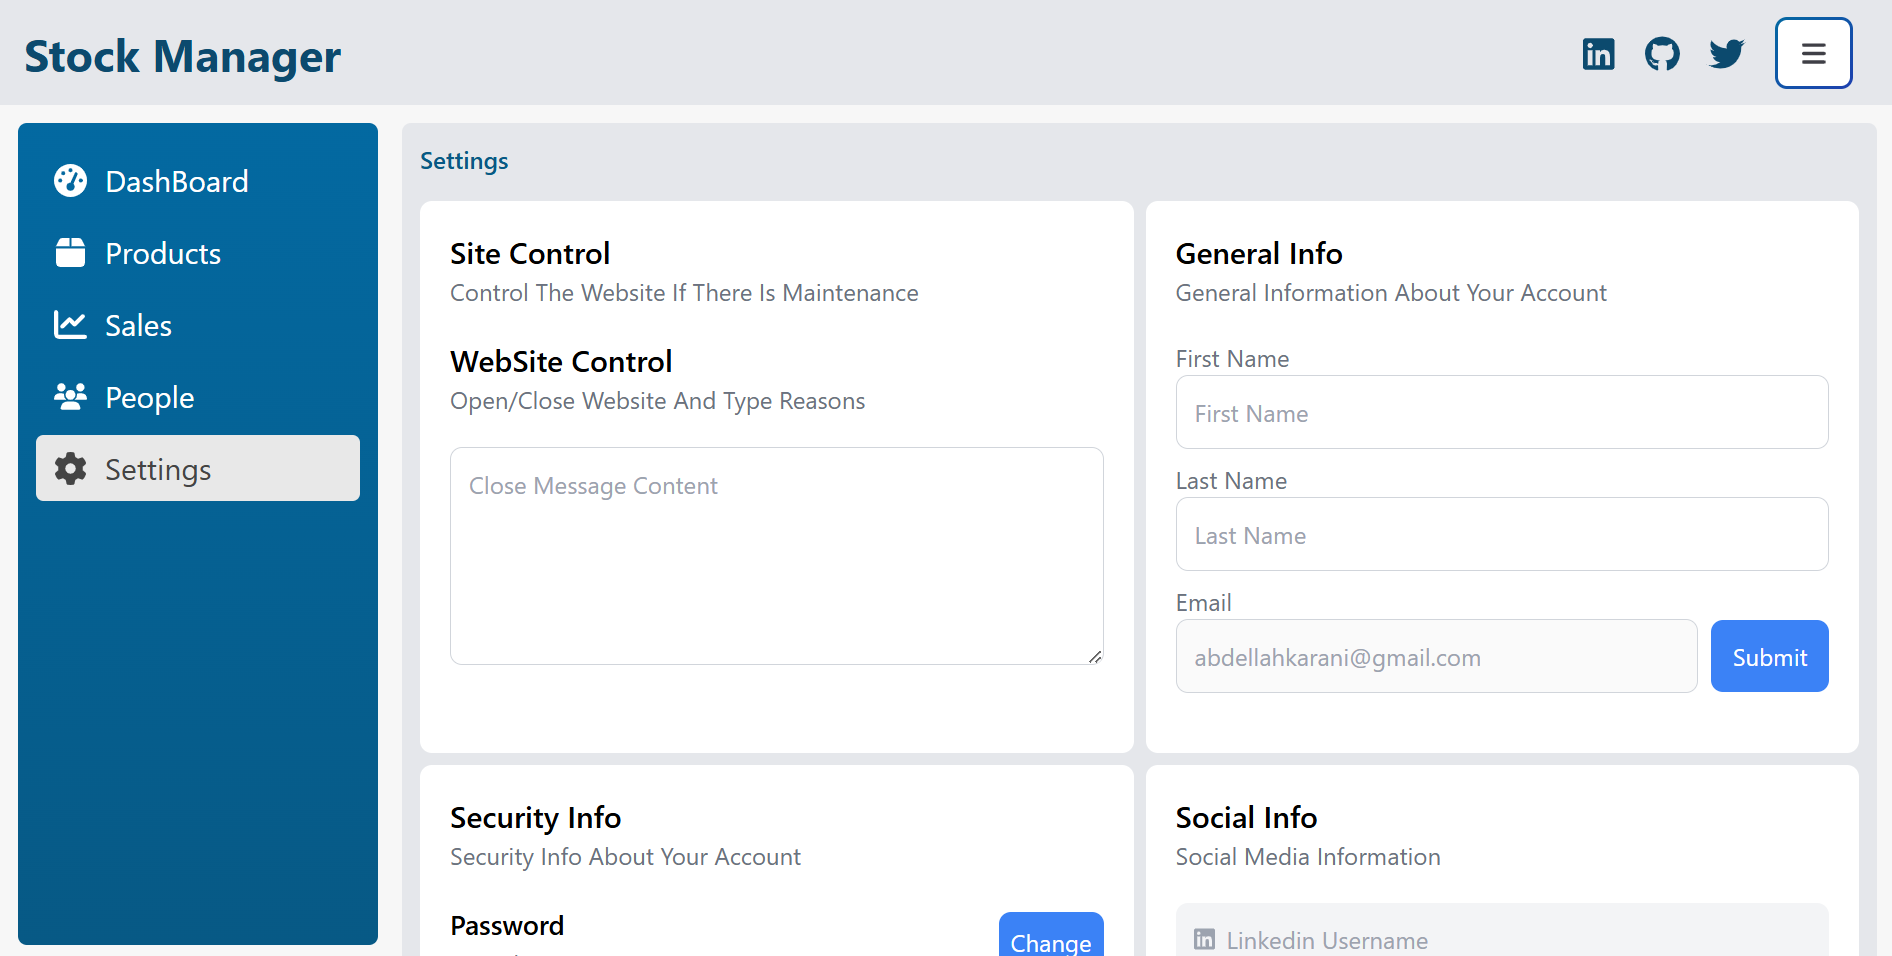 Stock Manager
DashBoard
Products
Sales
People
Settings
Settings
Site Control
Control The Website If There Is Maintenance
WebSite Control
Open/Close Website And Type Reasons
Close Message Content
General Info
General Information About Your Account
First Name
First Name
Last Name
Last Name
Email
abdellahkarani@gmail.com
Submit
Security Info
Security Info About Your Account
Password
Change
Social Info
Social Media Information
Linkedin Username